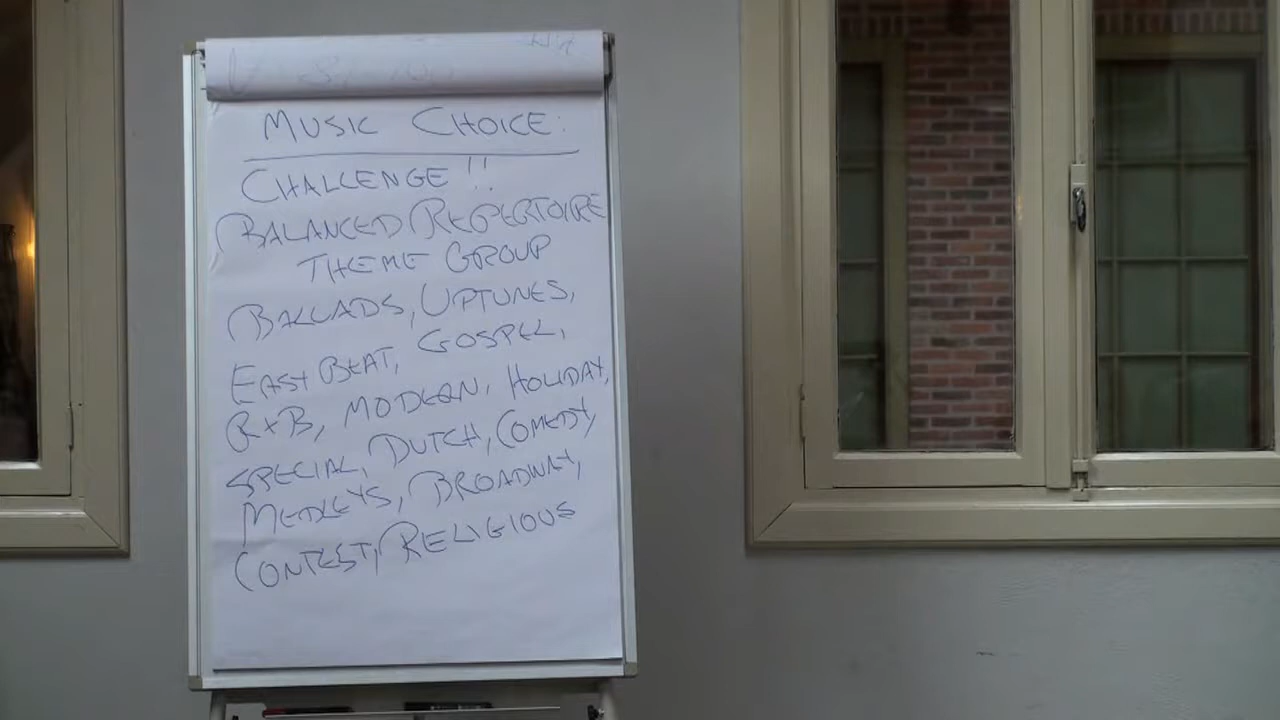 MUSIC CHOICE:
CHALLENGE!!
BALANCED REPERTOIRE
THEME GROUP
BALLADS, UPTUNES,
EASY BEAT, GOSPEL,
R+B, MODERN, HOLIDAY,
SPECIAL, DUTCH, COMEDY,
MEDLEYS, BROADWAY,
CONTEST, RELIGIOUS